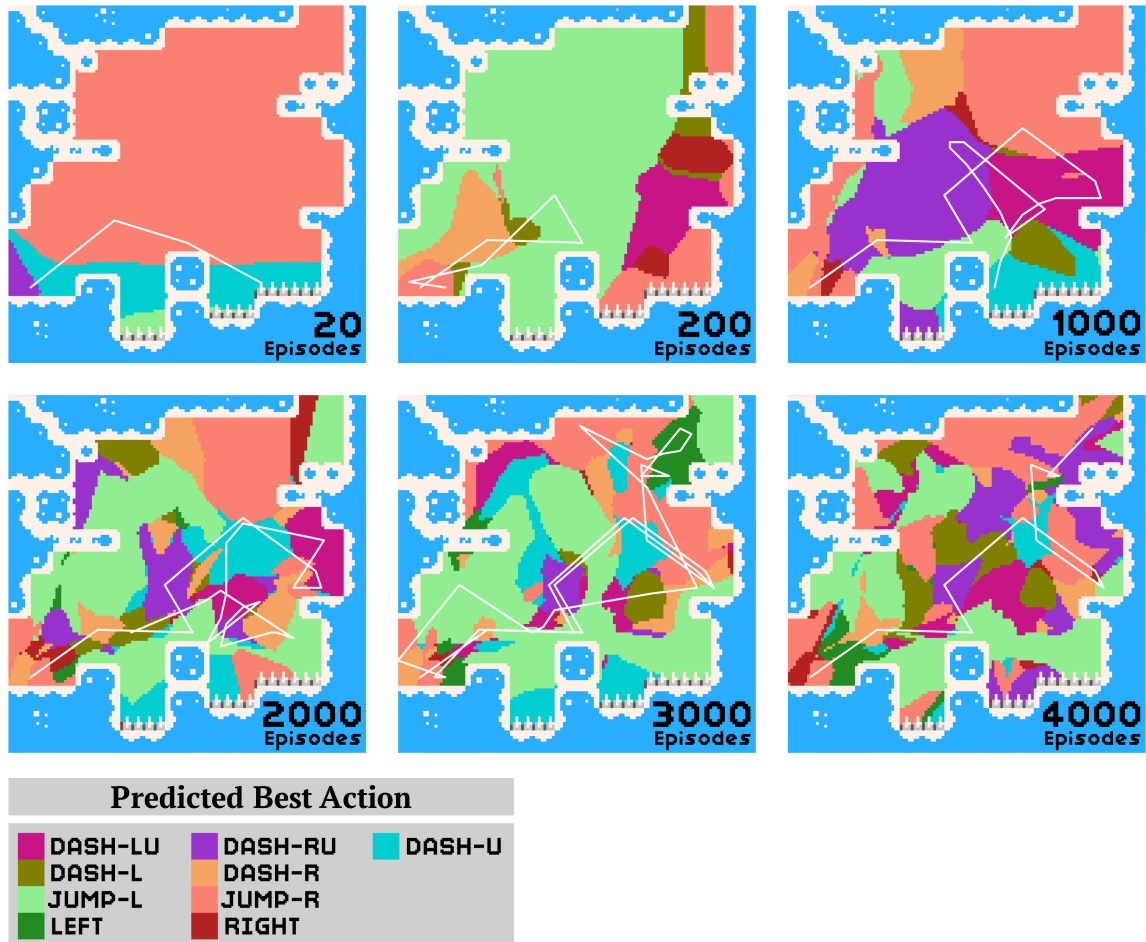 20
Episodes
200
Episodes
1000
Episodes
2000
Episodes
3000
Episodes
4000
Episodes
Predicted Best Action
DASH-LU DASH-RU DASH-U
DASH-L DASH-R
JUMP-L JUMP-R
LEFT RIGHT